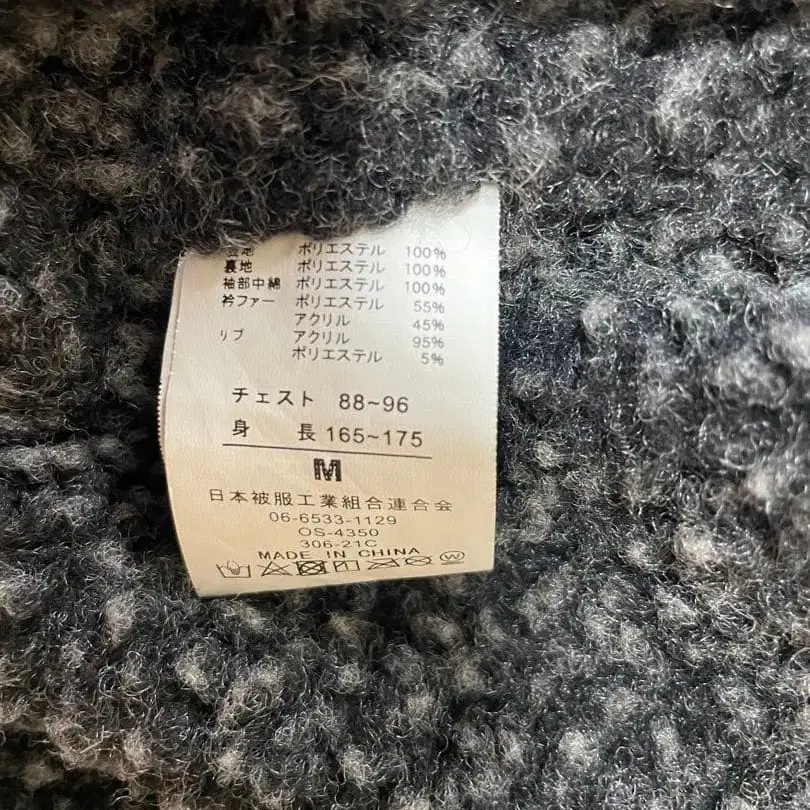 ポリエステル 100%
裏地 ポリエステル 100%
袖部中綿 ポリエステル 100%
衿ファー ポリエステル 55%
アクリル 45%
リブ アクリル 95%
ポリエステル 5%
チェスト 88~96
身 長 165~175
M
日本被服工業組合連合会
06-6533-1129
OS-4350
306-21C
MADE IN CHINA
W